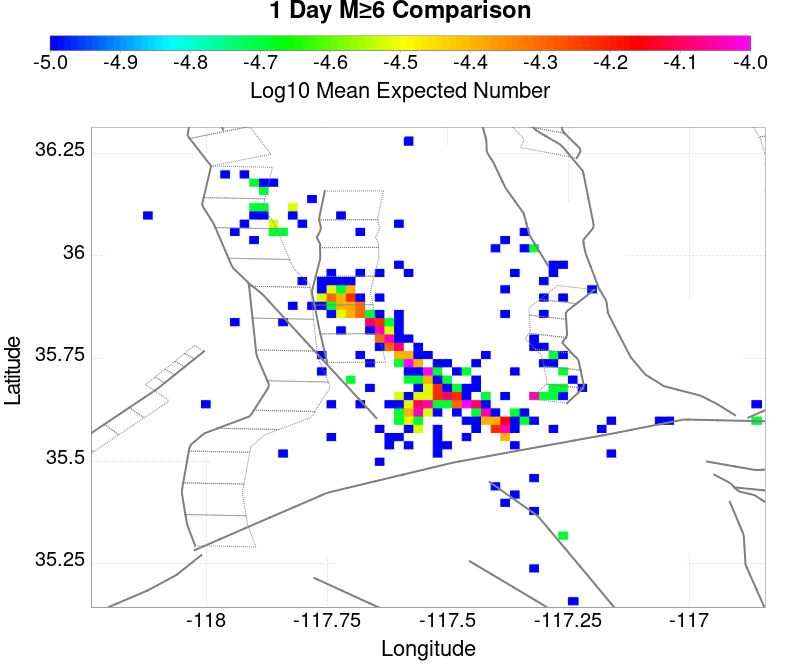 1 Day M≥6 Comparison
-5.0 -4.9 -4.8 -4.7 -4.6 -4.5 -4.4 -4.3 -4.2 -4.1 -4.0
Log10 Mean Expected Number
36.25
36
35.75
35.5
35.25
Latitude
-118 -117.75 -117.5 -117.25 -117
Longitude